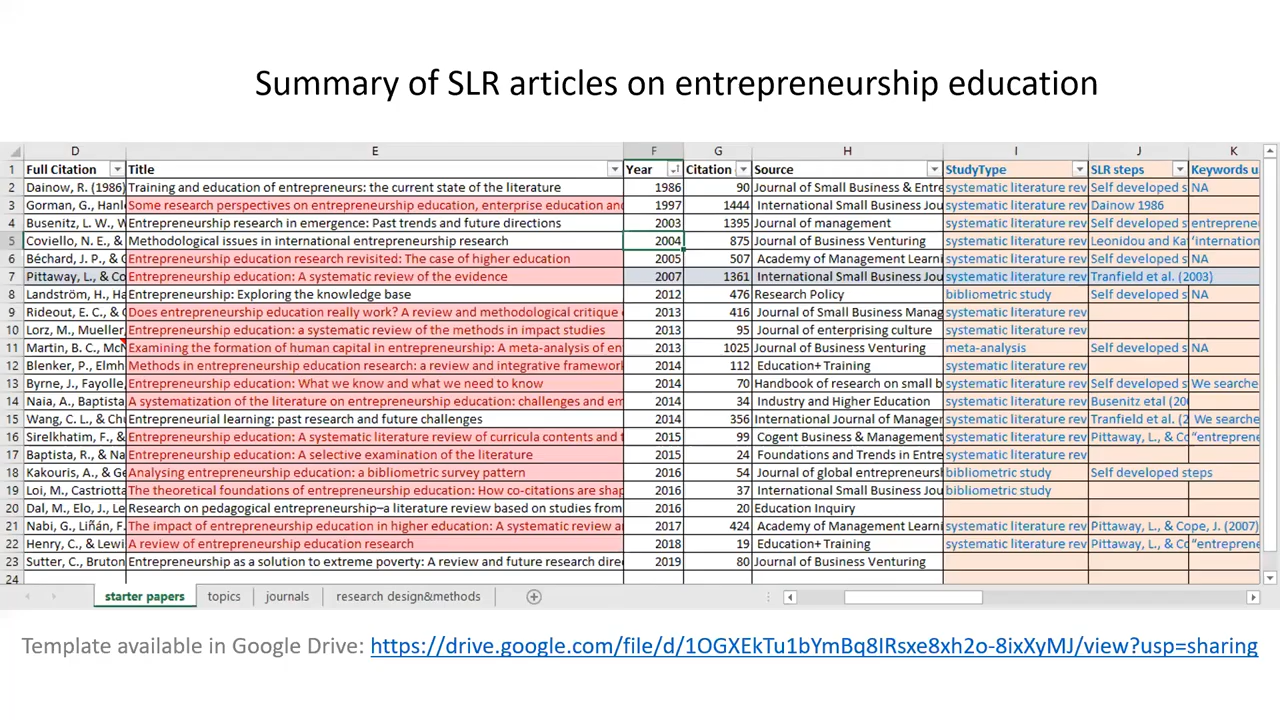 Summary of SLR articles on entrepreneurship education
D E F G H I J K
1 Full Citation Title Year Citation Source StudyType SLR steps Keywords u
2 Dainow, R. (1986) Training and education of entrepreneurs: the current state of the literature 1986 90 Journal of Small Business & Entre systematic literature rev Self developed s NA
3 Gorman, G., Hanl Some research perspectives on entrepreneurship education, enterprise education and 1997 1444 International Small Business Jou systematic literature rev Dainow 1986
4 Busenitz, L. W., W Entrepreneurship research in emergence: Past trends and future directions 2003 1395 Journal of management systematic literature rev Self developed s entreprene
5 Coviello, N. E., & Methodological issues in international entrepreneurship research 2004 875 Journal of Business Venturing systematic literature rev Leonidou and Kat "internation
6 Béchard, J. P., & G Entrepreneurship education research revisited: The case of higher education 2005 507 Academy of Management Learni systematic literature rev Self developed s NA
7 Pittaway, L., & Co Entrepreneurship education: A systematic review of the evidence 2007 1361 International Small Business Jou systematic literature rev Tranfield et al. (2003)
8 Landström, H., Ha Entrepreneurship: Exploring the knowledge base 2012 476 Research Policy bibliometric study Self developed s NA
9 Rideout, E. C., & G Does entrepreneurship education really work? A review and methodological critique 2013 416 Journal of Small Business Manag systematic literature rev
10 Lorz, M., Mueller, Entrepreneurship education: a systematic review of the methods in impact studies 2013 95 Journal of enterprising culture systematic literature rev
11 Martin, B. C., McN Examining the formation of human capital in entrepreneurship: A meta-analysis of en 2013 1025 Journal of Business Venturing meta-analysis Self developed s NA
12 Blenker, P., Elmh Methods in entrepreneurship education research: a review and integrative framework 2014 112 Education+ Training systematic literature rev
13 Byrne, J., Fayolle, Entrepreneurship education: What we know and what we need to know 2014 70 Handbook of research on small b systematic literature rev Self developed s We searche
14 Naia, A., Baptista A systematization of the literature on entrepreneurship education: challenges and em 2014 34 Industry and Higher Education systematic literature rev Busenitz etal (20
15 Wang, C. L., & Chu Entrepreneurial learning: past research and future challenges 2014 356 International Journal of Manager systematic literature rev Tranfield et al. (2 We searche
16 Sirelkhatim, F., & Entrepreneurship education: A systematic literature review of curricula contents and t 2015 99 Cogent Business & Management systematic literature rev Pittaway, L., & Co "entreprene
17 Baptista, R., & Na Entrepreneurship education: A selective examination of the literature 2015 24 Foundations and Trends in Entre systematic literature rev
18 Kakouris, A., & Ge Analysing entrepreneurship education: a bibliometric survey pattern 2016 54 Journal of global entrepreneursh bibliometric study Self developed steps
19 Loi, M., Castriotta The theoretical foundations of entrepreneurship education: How co-citations are shap 2016 37 International Small Business Jou bibliometric study
20 Dal, M., Elo, J., Le Research on pedagogical entrepreneurship–a literature review based on studies from 2016 20 Education Inquiry
21 Nabi, G., Liñán, F. The impact of entrepreneurship education in higher education: A systematic review a 2017 424 Academy of Management Learni systematic literature rev Pittaway, L., & Cope, J. (2007)
22 Henry, C., & Lewi A review of entrepreneurship education research 2018 19 Education+ Training systematic literature rev Pittaway, L., & Co "entreprene
23 Sutter, C., Bruton Entrepreneurship as a solution to extreme poverty: A review and future research dire 2019 80 Journal of Business Venturing
24
starter papers topics journals research design&methods
Template available in Google Drive: https://drive.google.com/file/d/1OGXEkTu1bYmBq8IRsxe8xh2o-8ixXyMJ/view?usp=sharing